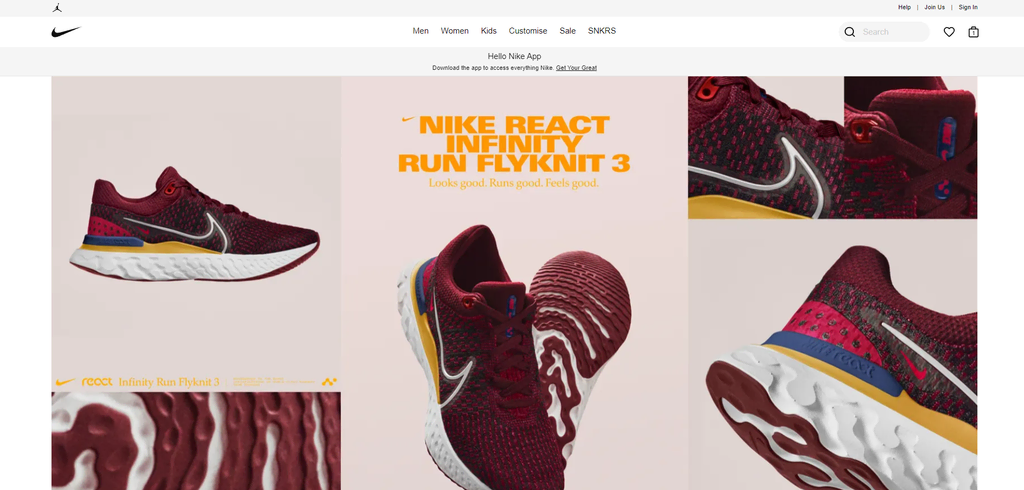 Help | Join Us | Sign In
Men Women Kids Customise Sale SNKRS
Search
1
Hello Nike App
Download the app to access everything Nike. Get Your Great
NIKE REACT
INFINITY
RUN FLYKNIT 3
Looks good. Runs good. Feels good.
react Infinity Run Flyknit 3